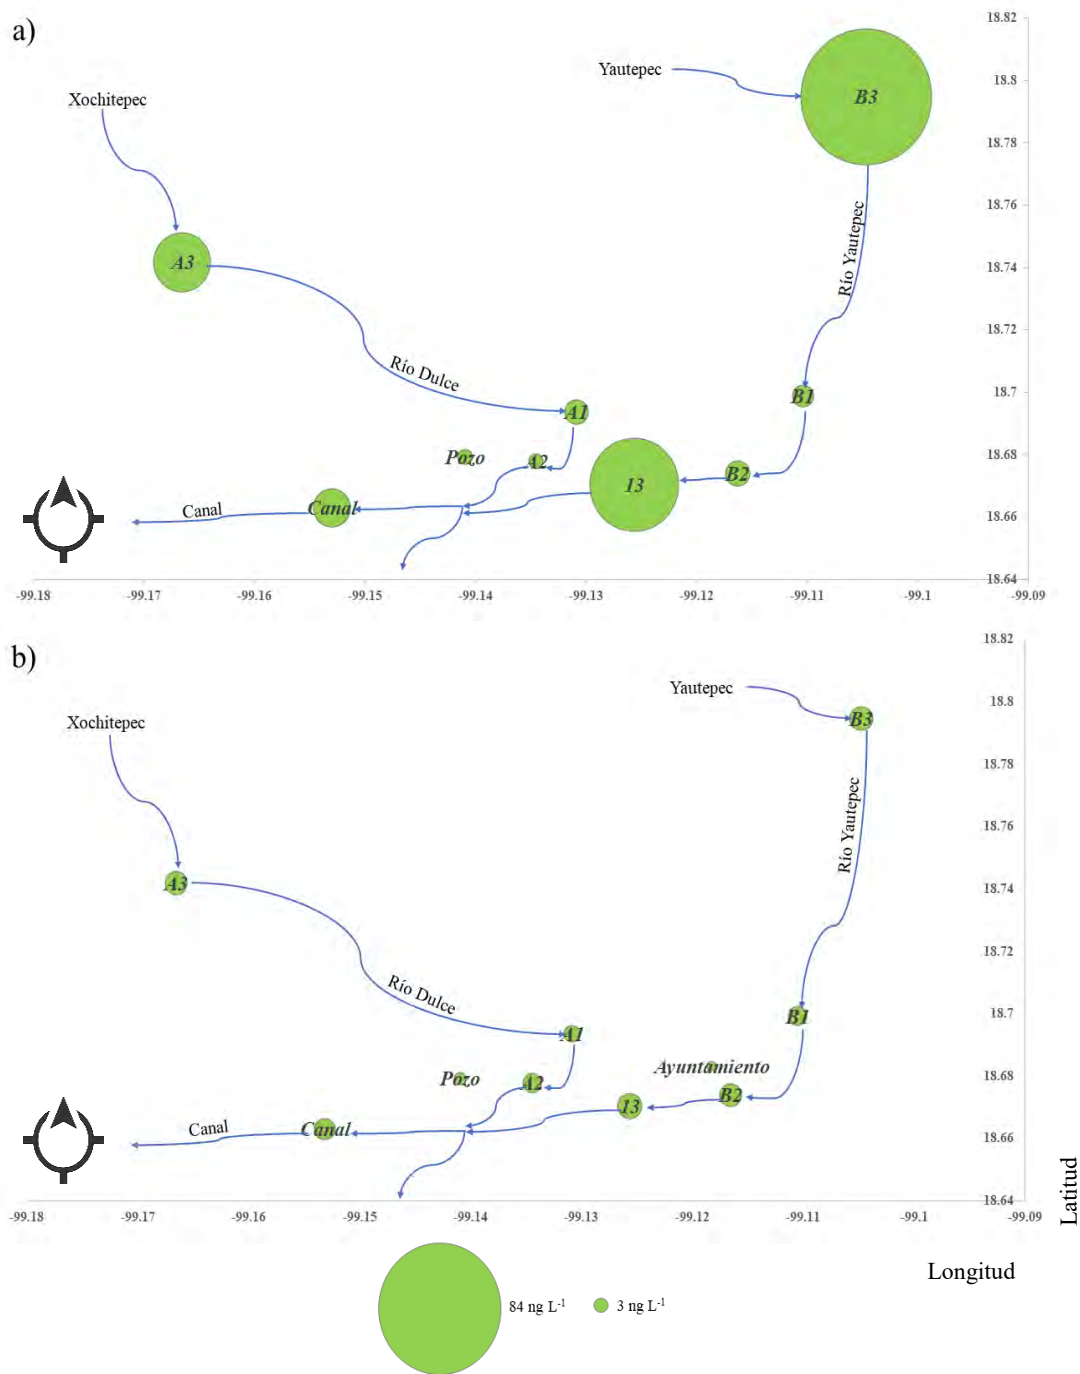 a)
18.82
Yautepec
18.8
B3
Xochitepec
18.78
18.76
Río Yautepec
A3
18.74
18.72
Río Dulce
18.7
B1
A1
18.68
Pozo
A2
B2
I3
Canal
Canal
18.66
18.64
-99.18
-99.17
-99.16
-99.15
-99.14
-99.13
-99.12
-99.11
-99.1
-99.09
b)
18.82
Yautepec
18.8
Xochitepec
B3
18.78
18.76
Río Yautepec
A3
18.74
18.72
Río Dulce
18.7
B1
A1
Ayuntamiento
18.68
Pozo
A2
B2
I3
Canal
Canal
18.66
18.64
Latitud
-99.18
-99.17
-99.16
-99.15
-99.14
-99.13
-99.12
-99.11
-99.1
-99.09
Longitud
84 ng L⁻¹
3 ng L⁻¹